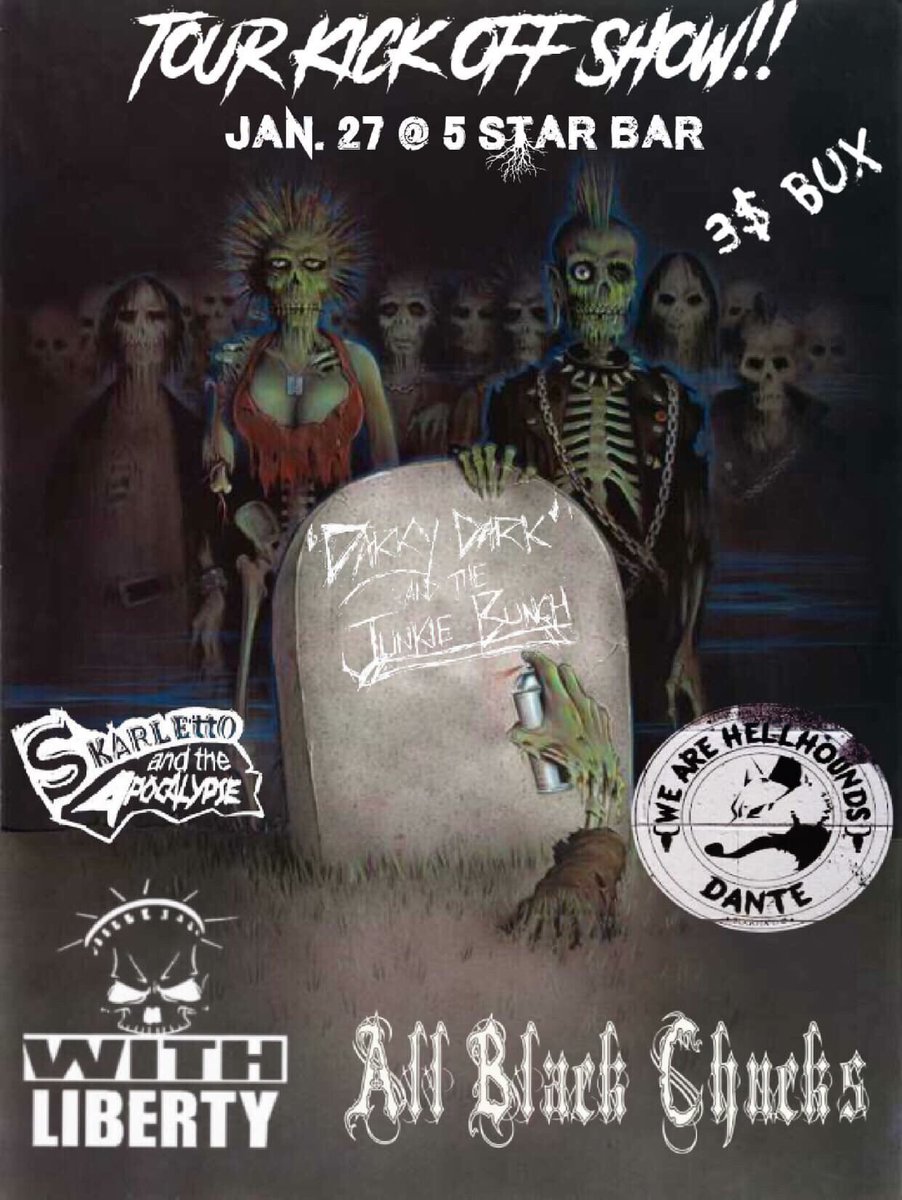 TOUR KICK OFF SHOW!!
JAN. 27 @ 5 STAR BAR
3$ BUX
"DAKKY DARK"
AND THE
JUNKIE BUNCH
SKARLEttO
and the
APOCALYPSE
WE ARE HELLHOUNDS
DANTE
WITH
LIBERTY
All Black Chucks